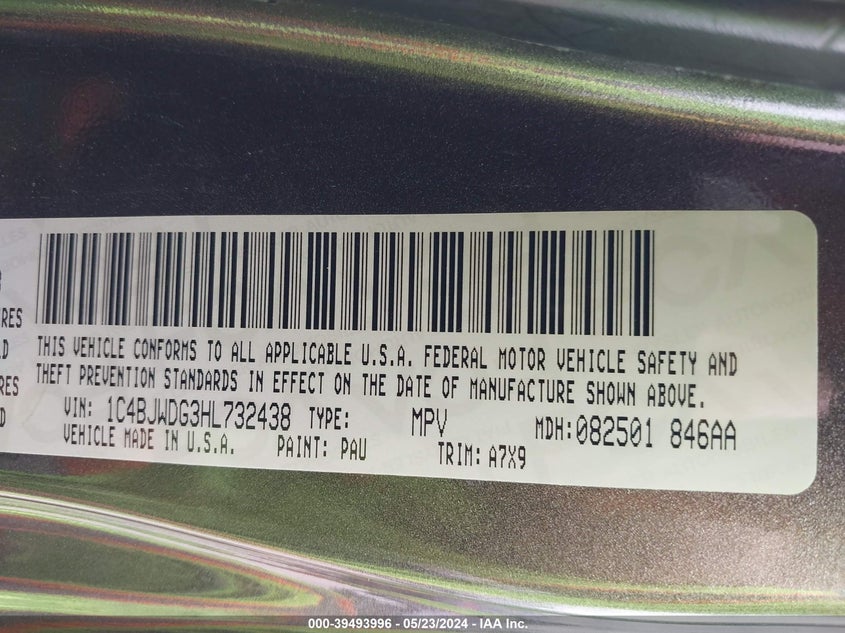 RES
D
RES
D
THIS VEHICLE CONFORMS TO ALL APPLICABLE U.S.A. FEDERAL MOTOR VEHICLE SAFETY AND
THEFT PREVENTION STANDARDS IN EFFECT ON THE DATE OF MANUFACTURE SHOWN ABOVE.
VIN: 1C4BJWDG3HL732438 TYPE: MPV MDH:082501 846AA
VEHICLE MADE IN U.S.A. PAINT: PAU TRIM: A7X9
000-39493996 - 05/23/2024 - IAA Inc.